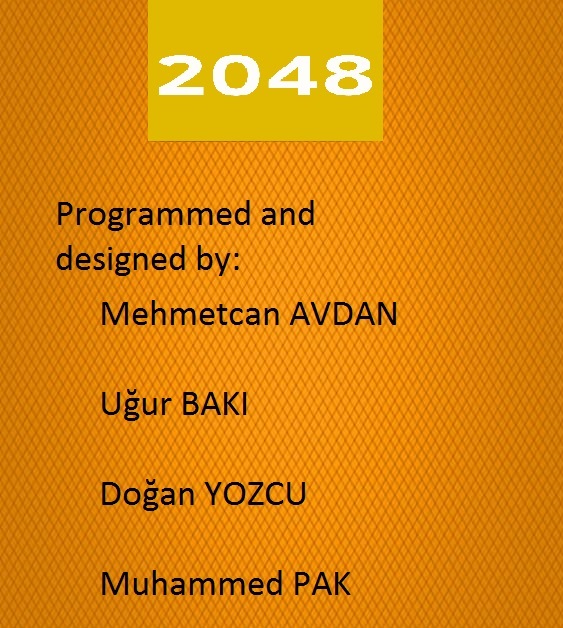 2048
Programmed and
designed by:
Mehmetcan AVDAN
Uğur BAKI
Doğan YOZCU
Muhammed PAK